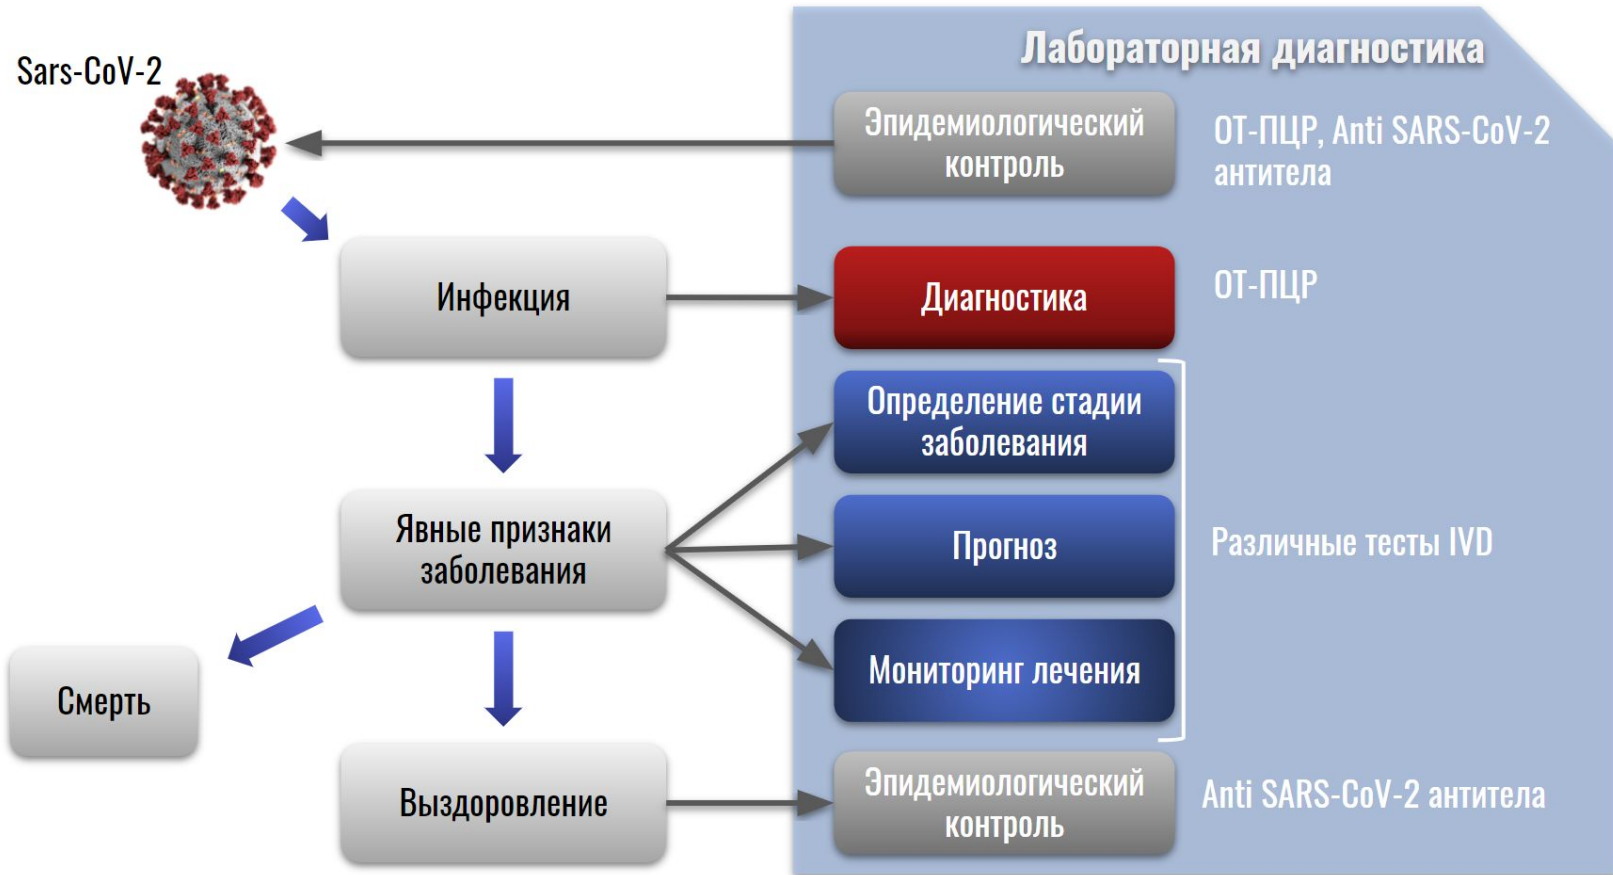 Лабораторная диагностика
Sars-CoV-2
Эпидемиологический
контроль
ОТ-ПЦР, Anti SARS-CoV-2
антитела
Инфекция
Диагностика
ОТ-ПЦР
Определение стадии
заболевания
Явные признаки
заболевания
Прогноз
Различные тесты IVD
Мониторинг лечения
Смерть
Выздоровление
Эпидемиологический
контроль
Anti SARS-CoV-2 антитела